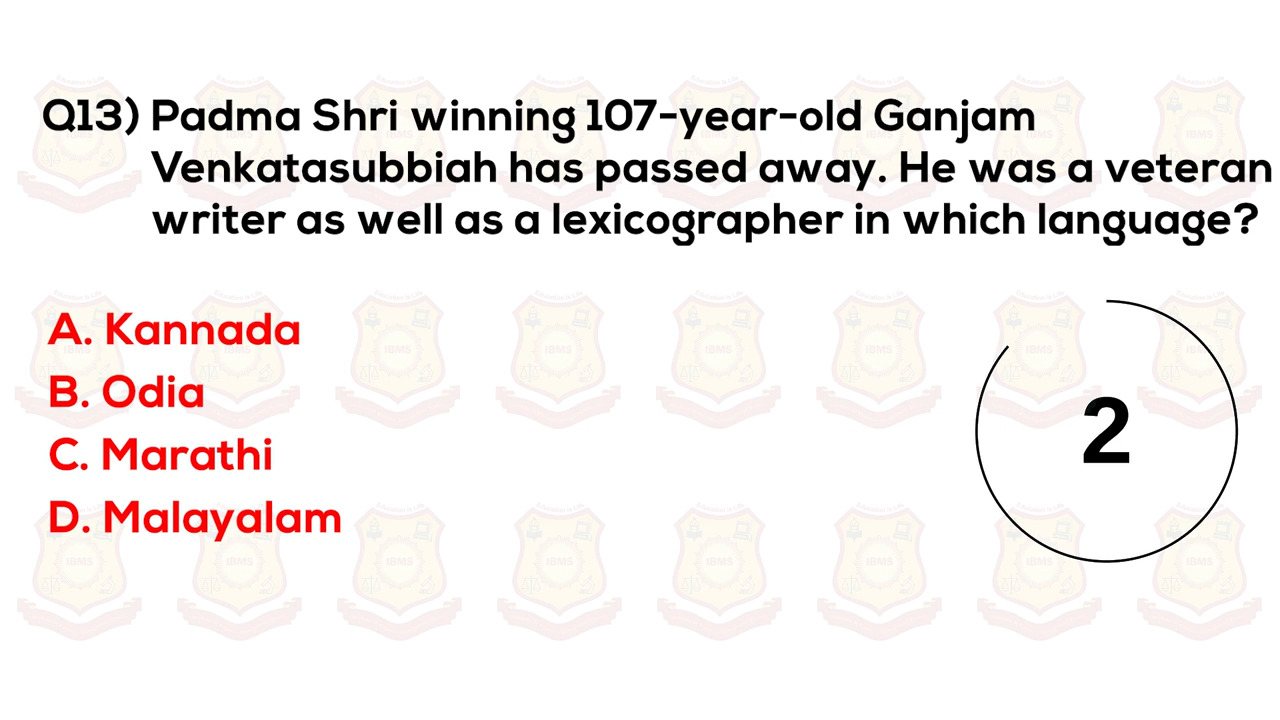 Q13) Padma Shri winning 107-year-old Ganjam
Venkatasubbiah has passed away. He was a veteran
writer as well as a lexicographer in which language?
A. Kannada
B. Odia
C. Marathi
D. Malayalam
2
IBMS